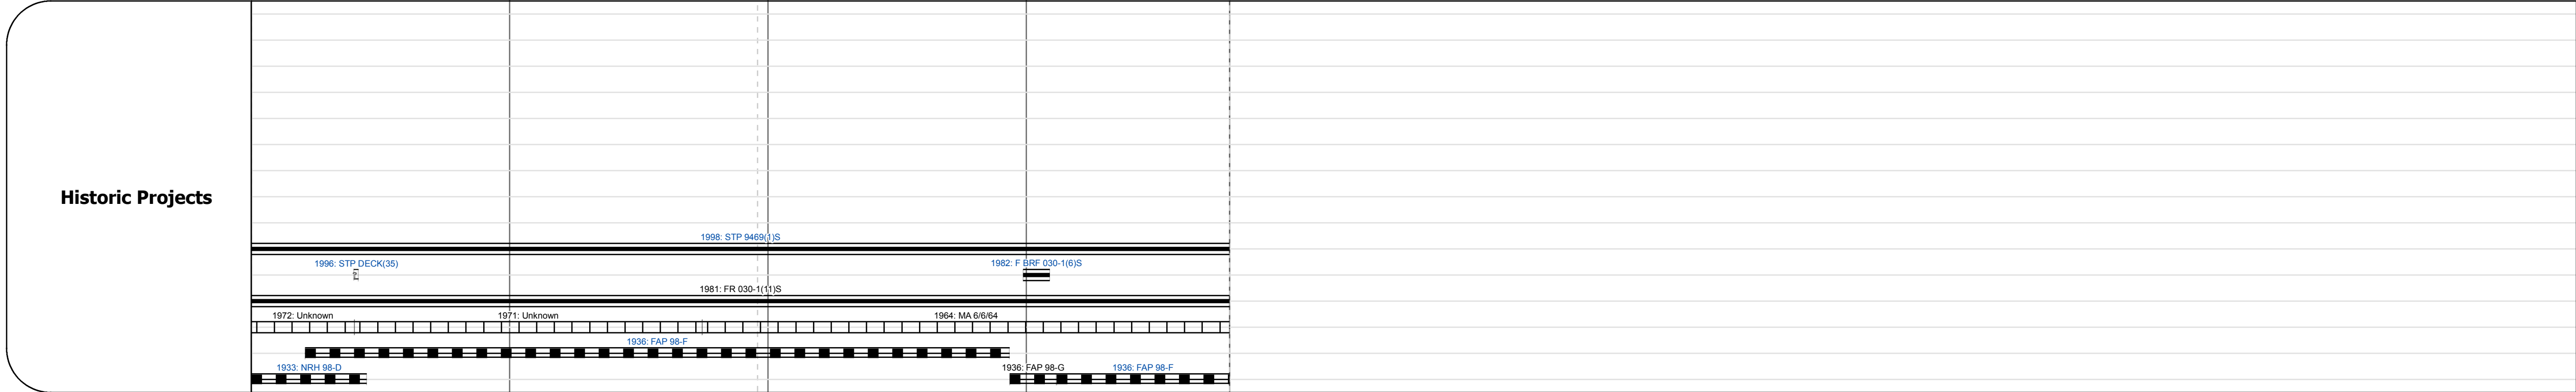 Historic Projects
1998: STP 9469(1)S
1996: STP DECK(35)
1982: F BRF 030-1(6)S
1981: FR 030-1(11)S
1972: Unknown
1971: Unknown
1964: MA 6/6/64
1936: FAP 98-F
1933: NRH 98-D
1936: FAP 98-G
1936: FAP 98-F